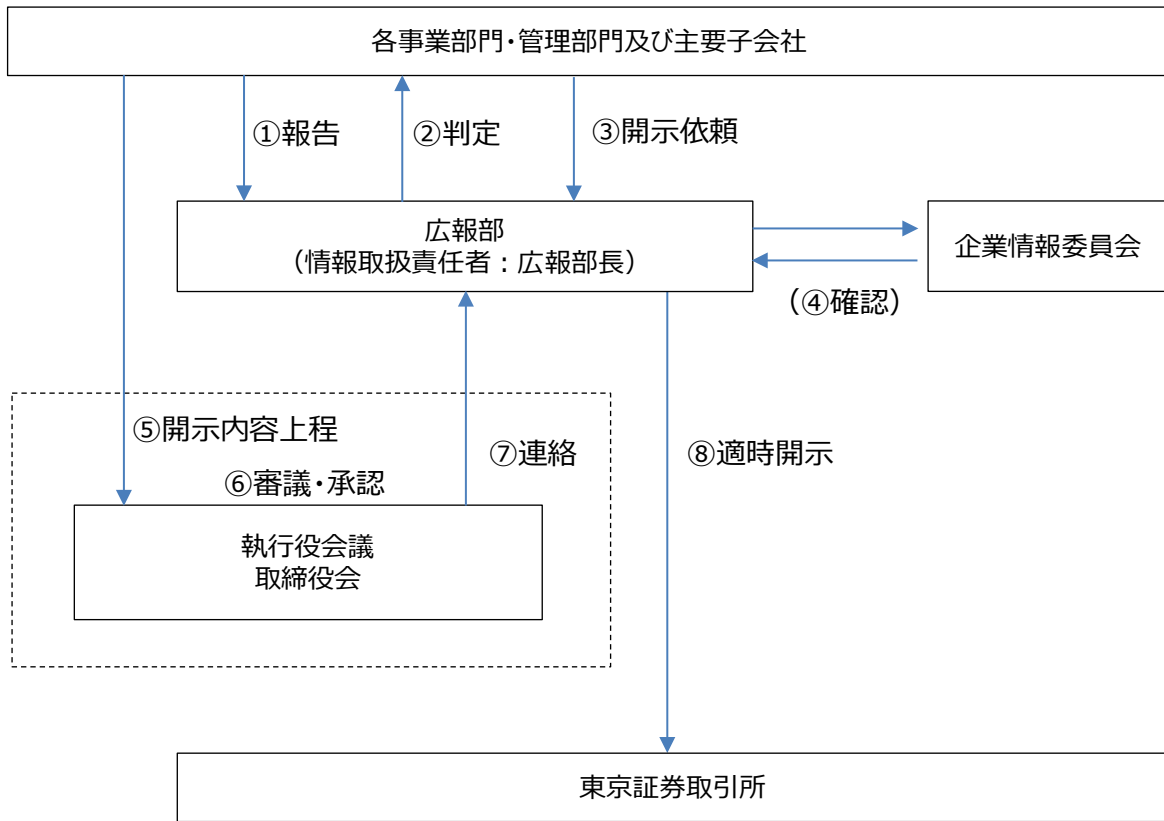 各事業部門・管理部門及び主要子会社
①報告
②判定
③開示依頼
広報部
（情報取扱責任者：広報部長）
企業情報委員会
（④確認）
⑤開示内容上程
⑥審議・承認
⑦連絡
⑧適時開示
執行役会議
取締役会
東京証券取引所